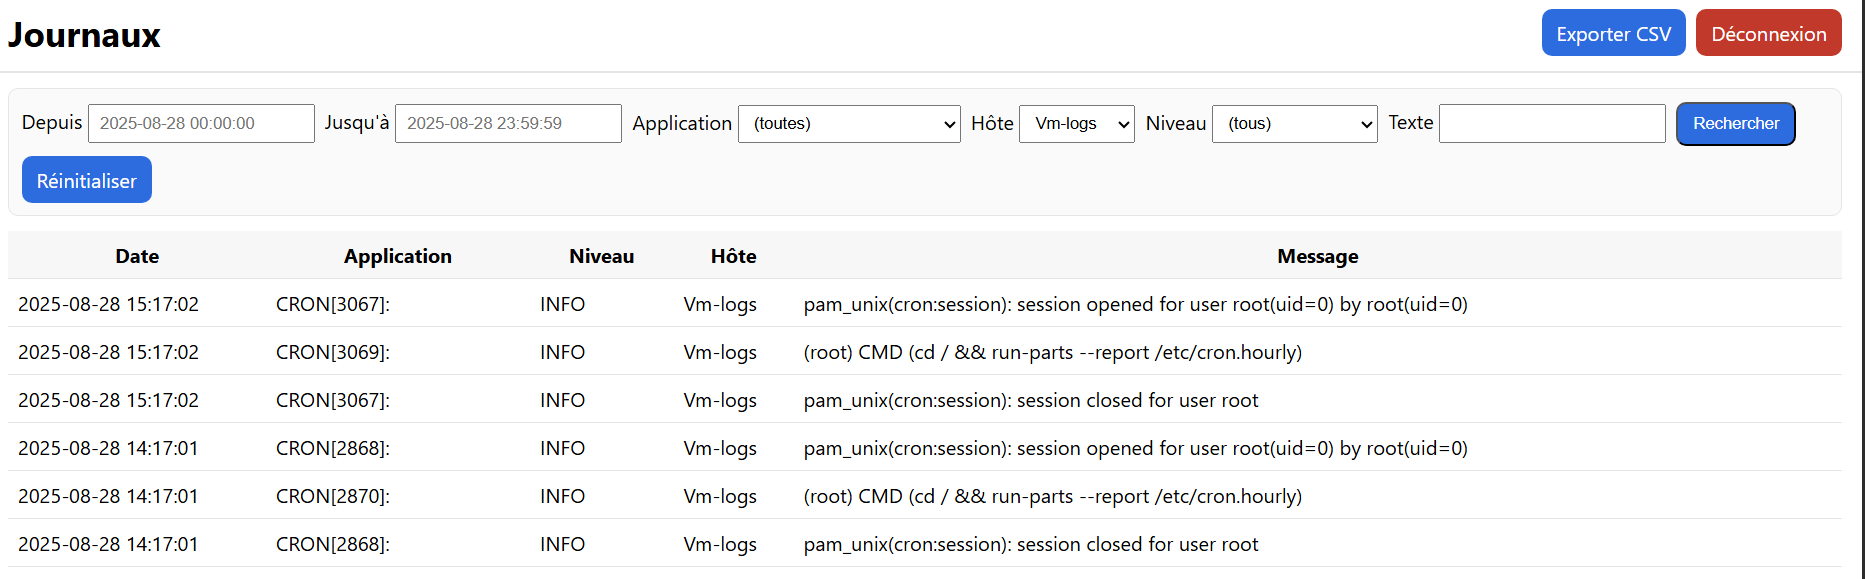 Journaux Exporter CSV Déconnexion
Depuis 2025-08-28 00:00:00 Jusqu'à 2025-08-28 23:59:59 Application (toutes) Hôte Vm-logs Niveau (tous) Texte Rechercher
Réinitialiser
Date Application Niveau Hôte Message
2025-08-28 15:17:02 CRON[3067]: INFO Vm-logs pam_unix(cron:session): session opened for user root(uid=0) by root(uid=0)
2025-08-28 15:17:02 CRON[3069]: INFO Vm-logs (root) CMD (cd / && run-parts --report /etc/cron.hourly)
2025-08-28 15:17:02 CRON[3067]: INFO Vm-logs pam_unix(cron:session): session closed for user root
2025-08-28 14:17:01 CRON[2868]: INFO Vm-logs pam_unix(cron:session): session opened for user root(uid=0) by root(uid=0)
2025-08-28 14:17:01 CRON[2870]: INFO Vm-logs (root) CMD (cd / && run-parts --report /etc/cron.hourly)
2025-08-28 14:17:01 CRON[2868]: INFO Vm-logs pam_unix(cron:session): session closed for user root